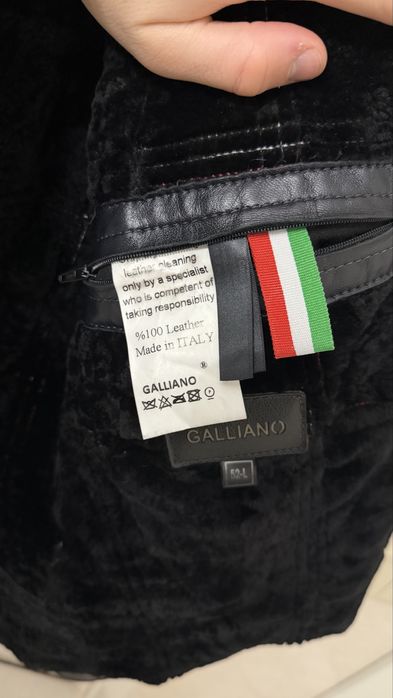 leather cleaning
only by a specialist
who is competent of
taking responsibility
%100 Leather
Made in ITALY
®
GALLIANO
GALLIANO
52-L